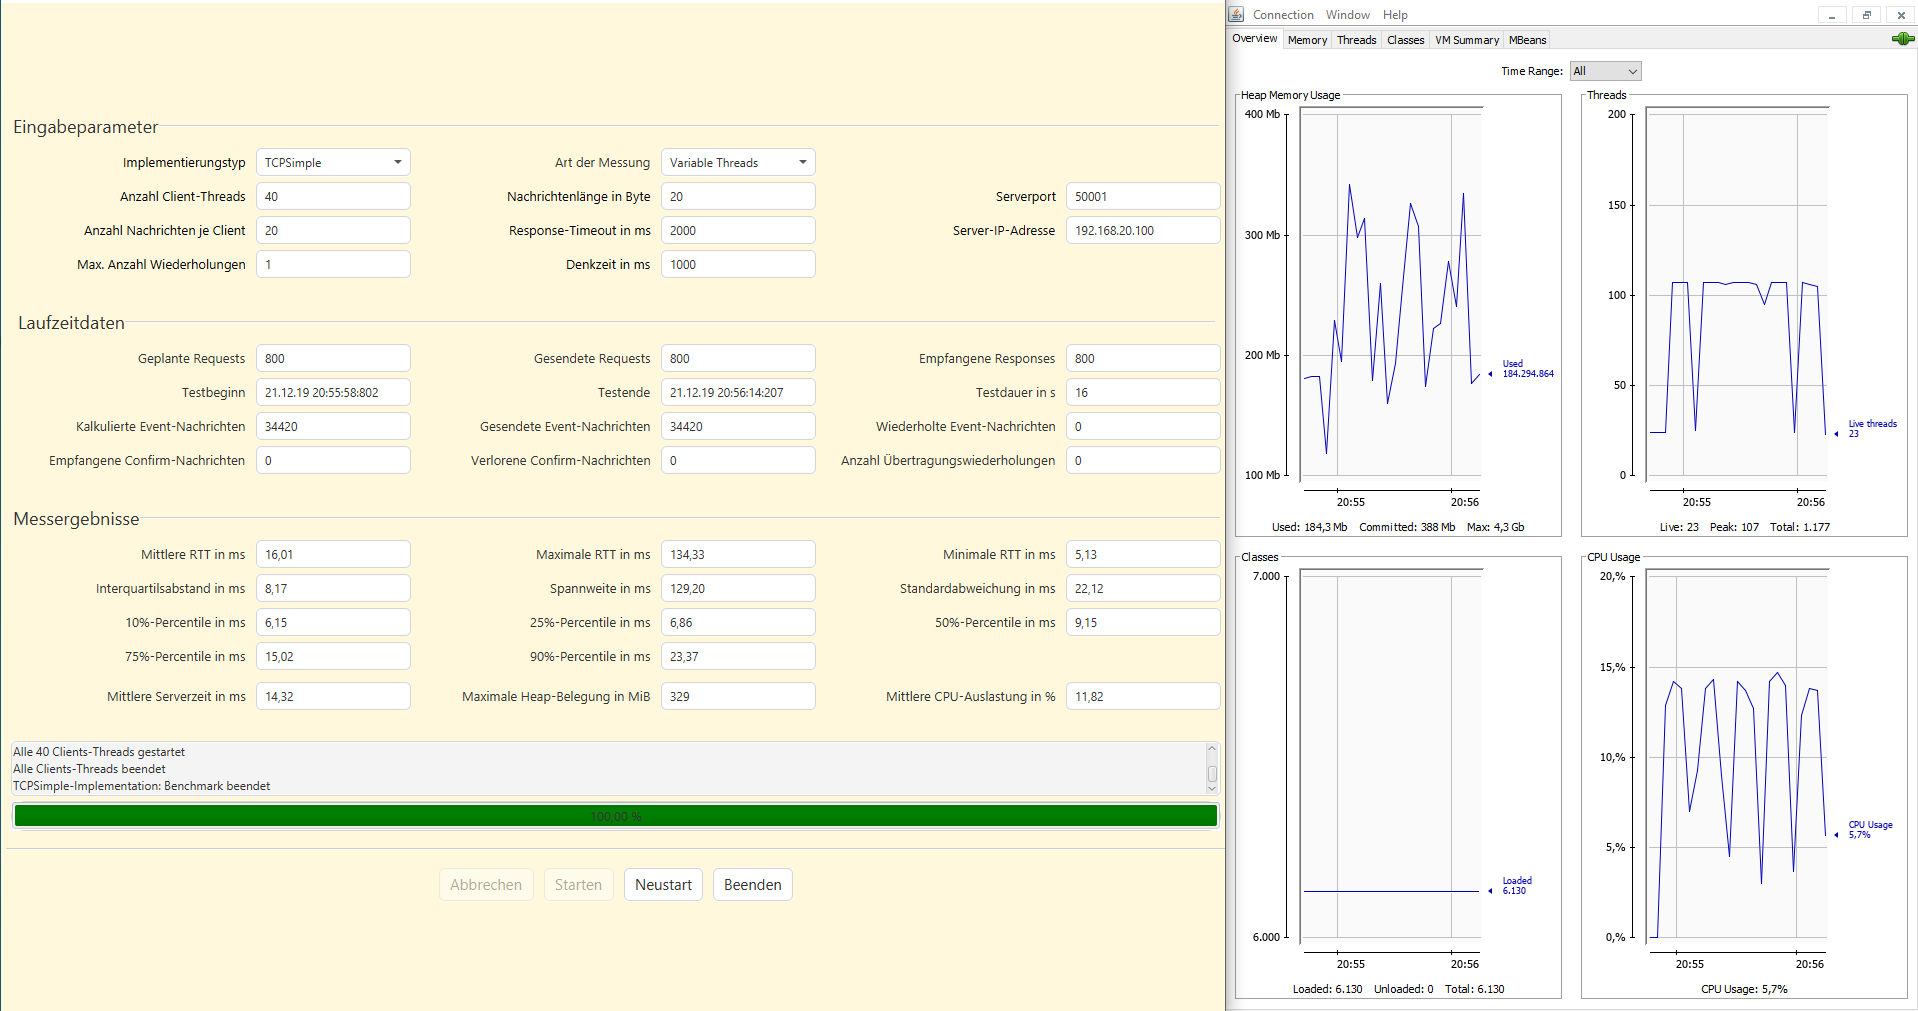 Eingabeparameter
Implementierungstyp TCPSimple Art der Messung Variable Threads
Anzahl Client-Threads 40 Nachrichtenlänge in Byte 20 Serverport 50001
Anzahl Nachrichten je Client 20 Response-Timeout in ms 2000 Server-IP-Adresse 192.168.20.100
Max. Anzahl Wiederholungen 1 Denkzeit in ms 1000
Laufzeitdaten
Geplante Requests 800 Gesendete Requests 800 Empfangene Responses 800
Testbeginn 21.12.19 20:55:58:802 Testende 21.12.19 20:56:14:207 Testdauer in s 16
Kalkulierte Event-Nachrichten 34420 Gesendete Event-Nachrichten 34420 Wiederholte Event-Nachrichten 0
Empfangene Confirm-Nachrichten 0 Verlorene Confirm-Nachrichten 0 Anzahl Übertragungswiederholungen 0
Messergebnisse
Mittlere RTT in ms 16,01 Maximale RTT in ms 134,33 Minimale RTT in ms 5,13
Interquartilsabstand in ms 8,17 Spannweite in ms 129,20 Standardabweichung in ms 22,12
10%-Percentile in ms 6,15 25%-Percentile in ms 6,86 50%-Percentile in ms 9,15
75%-Percentile in ms 15,02 90%-Percentile in ms 23,37
Mittlere Serverzeit in ms 14,32 Maximale Heap-Belegung in MiB 329 Mittlere CPU-Auslastung in % 11,82
Alle 40 Clients-Threads gestartet
Alle Clients-Threads beendet
TCPSimple-Implementation: Benchmark beendet
100.00 %
Abbrechen Starten Neustart Beenden
Connection Window Help
Overview Memory Threads Classes VM Summary MBeans
Time Range: All
Heap Memory Usage
400 Mb
300 Mb
200 Mb
100 Mb
Used
184.294.864
20:55 20:56
Used: 184,3 Mb Committed: 388 Mb Max: 4,3 Gb
Threads
200
150
100
50
0
Live threads
23
20:55 20:56
Live: 23 Peak: 107 Total: 1.177
Classes
7.000
6.000
Loaded
6.130
20:55 20:56
Loaded: 6.130 Unloaded: 0 Total: 6.130
CPU Usage
20,%
15,%
10,%
5,%
0,%
CPU Usage
5,7%
20:55 20:56
CPU Usage: 5,7%